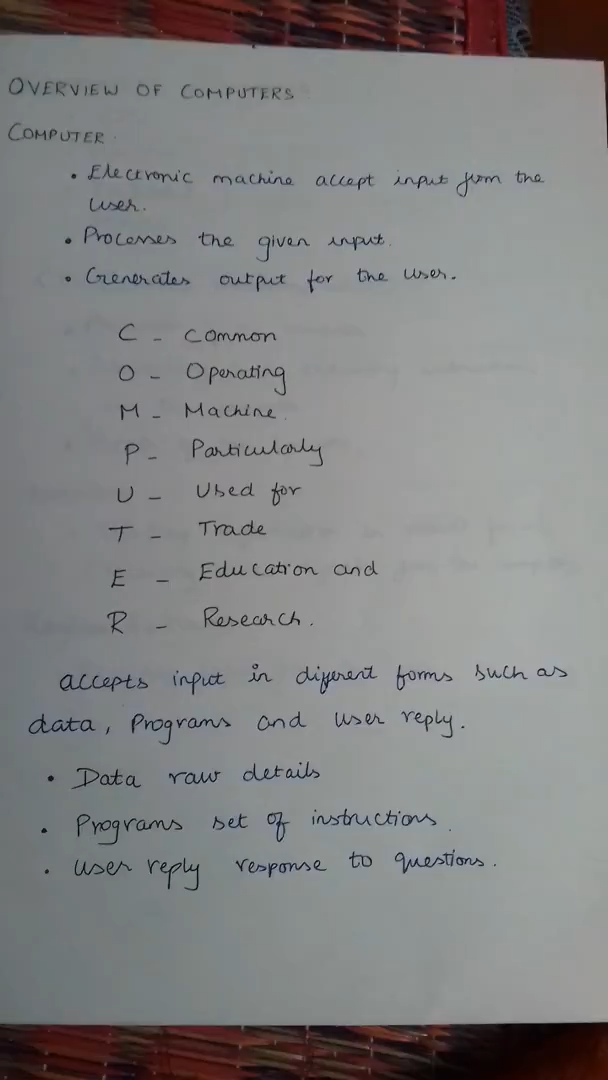 OVERVIEW OF COMPUTERS
COMPUTER
• Electronic machine accept input from the
user.
• Processes the given input.
• Generates output for the user.
C - Common
O - Operating
M - Machine.
P - Particularly
U - Used for
T - Trade
E - Education and
R - Research.
accepts input in different forms such as
data, Programs and user reply.
• Data raw details
• Programs set of instructions.
• User reply response to questions.